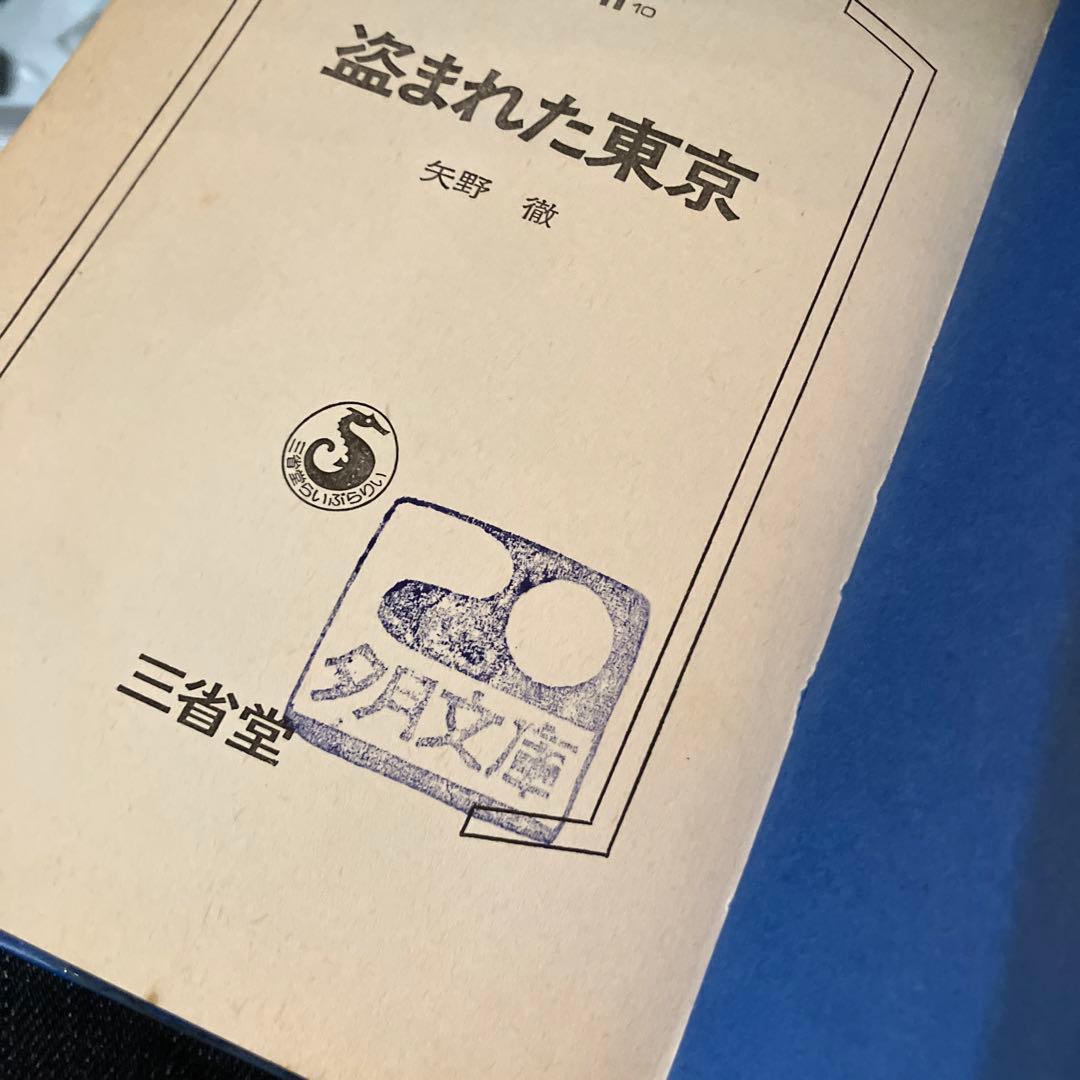 10
盗まれた東京
矢野 徹
三省堂らいぶらりい
夕月文庫
三省堂